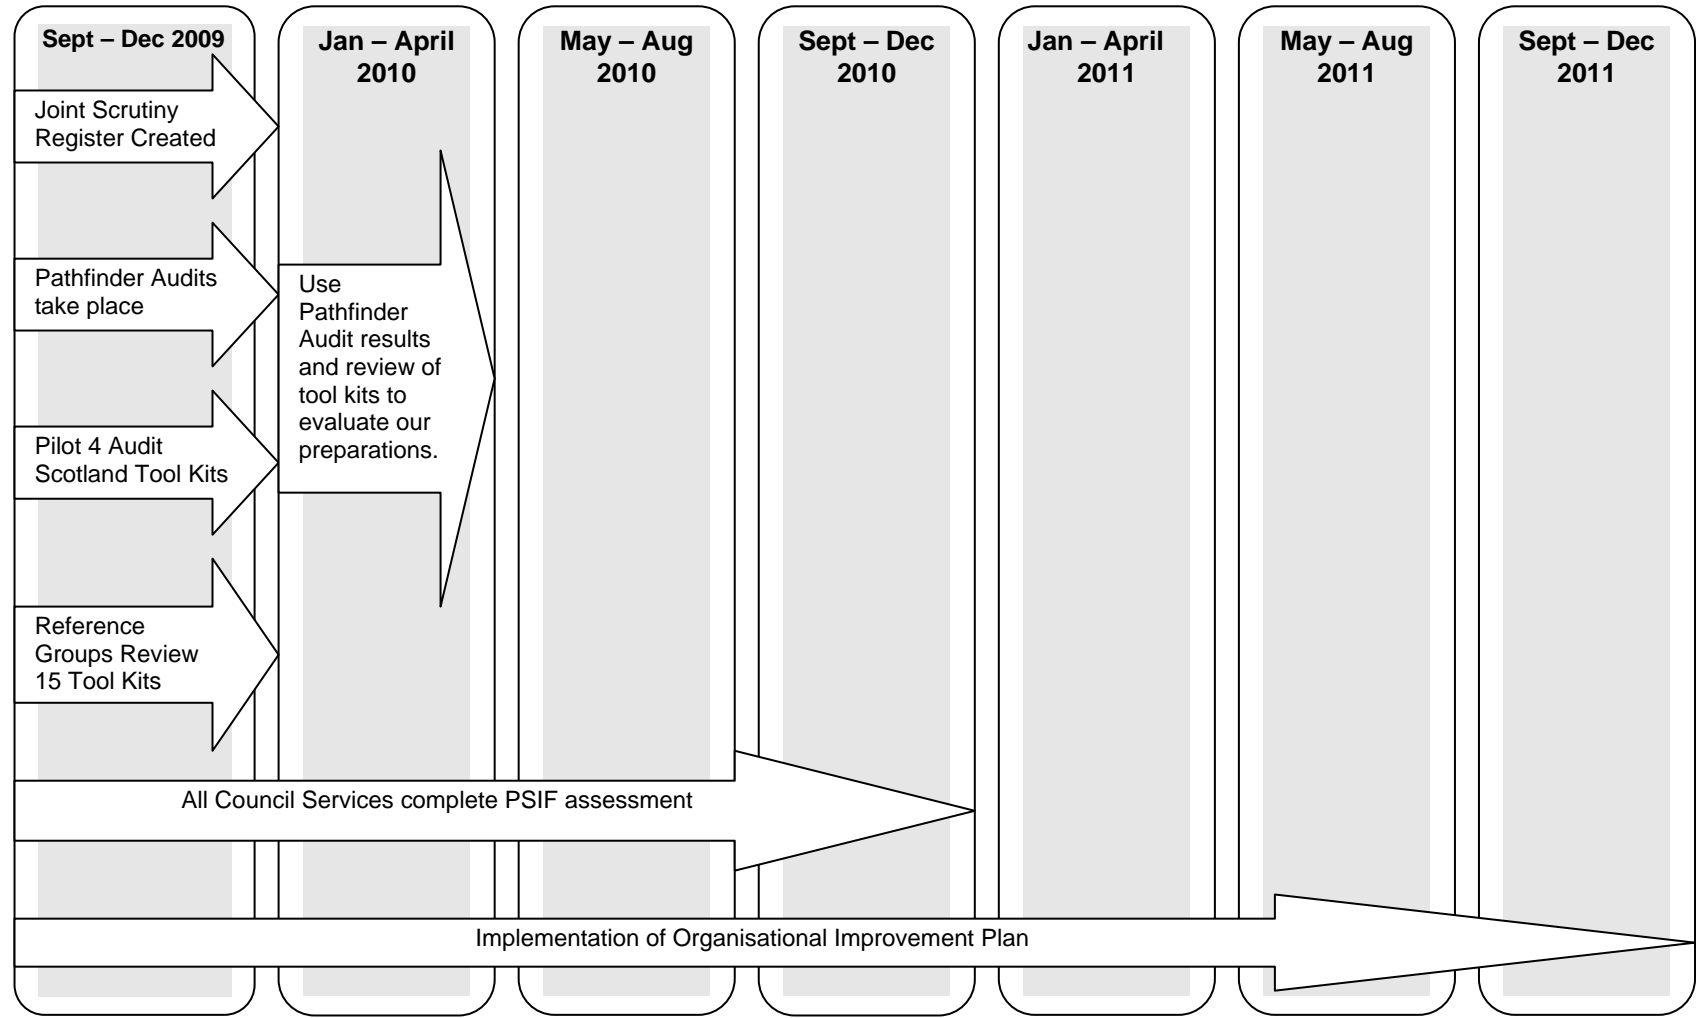 Sept – Dec 2009
Jan – April
2010
May – Aug
2010
Sept – Dec
2010
Jan – April
2011
May – Aug
2011
Sept – Dec
2011
Joint Scrutiny
Register Created
Pathfinder Audits
take place
Pilot 4 Audit
Scotland Tool Kits
Reference
Groups Review
15 Tool Kits
Use
Pathfinder
Audit results
and review of
tool kits to
evaluate our
preparations.
All Council Services complete PSIF assessment
Implementation of Organisational Improvement Plan